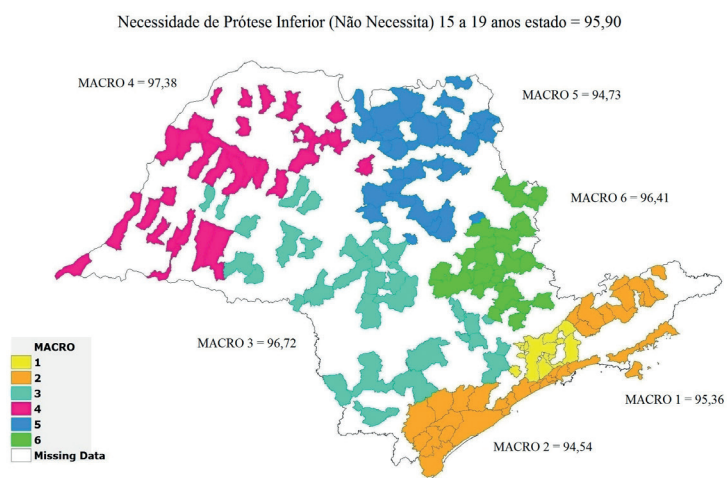 Necessidade de Prótese Inferior (Não Necessita) 15 a 19 anos estado = 95,90
MACRO 4 = 97,38
MACRO 5 = 94,73
MACRO 6 = 96,41
MACRO 3 = 96,72
MACRO 1 = 95,36
MACRO 2 = 94,54
MACRO
1
2
3
4
5
6
Missing Data